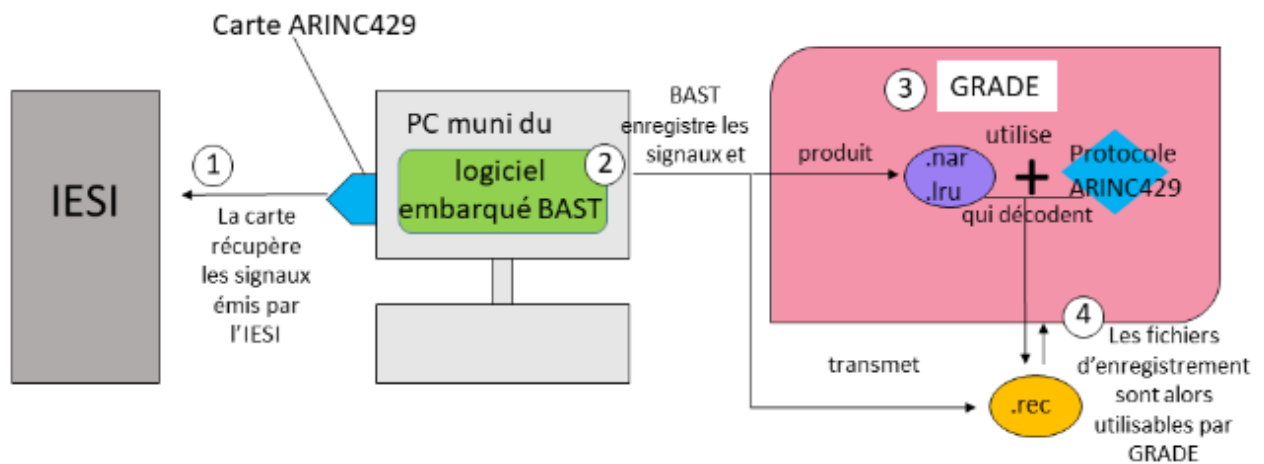 Carte ARINC429
IESI
1
La carte
récupère
les signaux
émis par
l'IESI
PC muni du
logiciel
embarqué BAST
2
BAST
enregistre les
signaux et
produit
transmet
3
GRADE
utilise
.nar
.lru
+
Protocole
ARINC429
qui décodent
4
Les fichiers
d'enregistrement
sont alors
utilisables par
GRADE
.rec